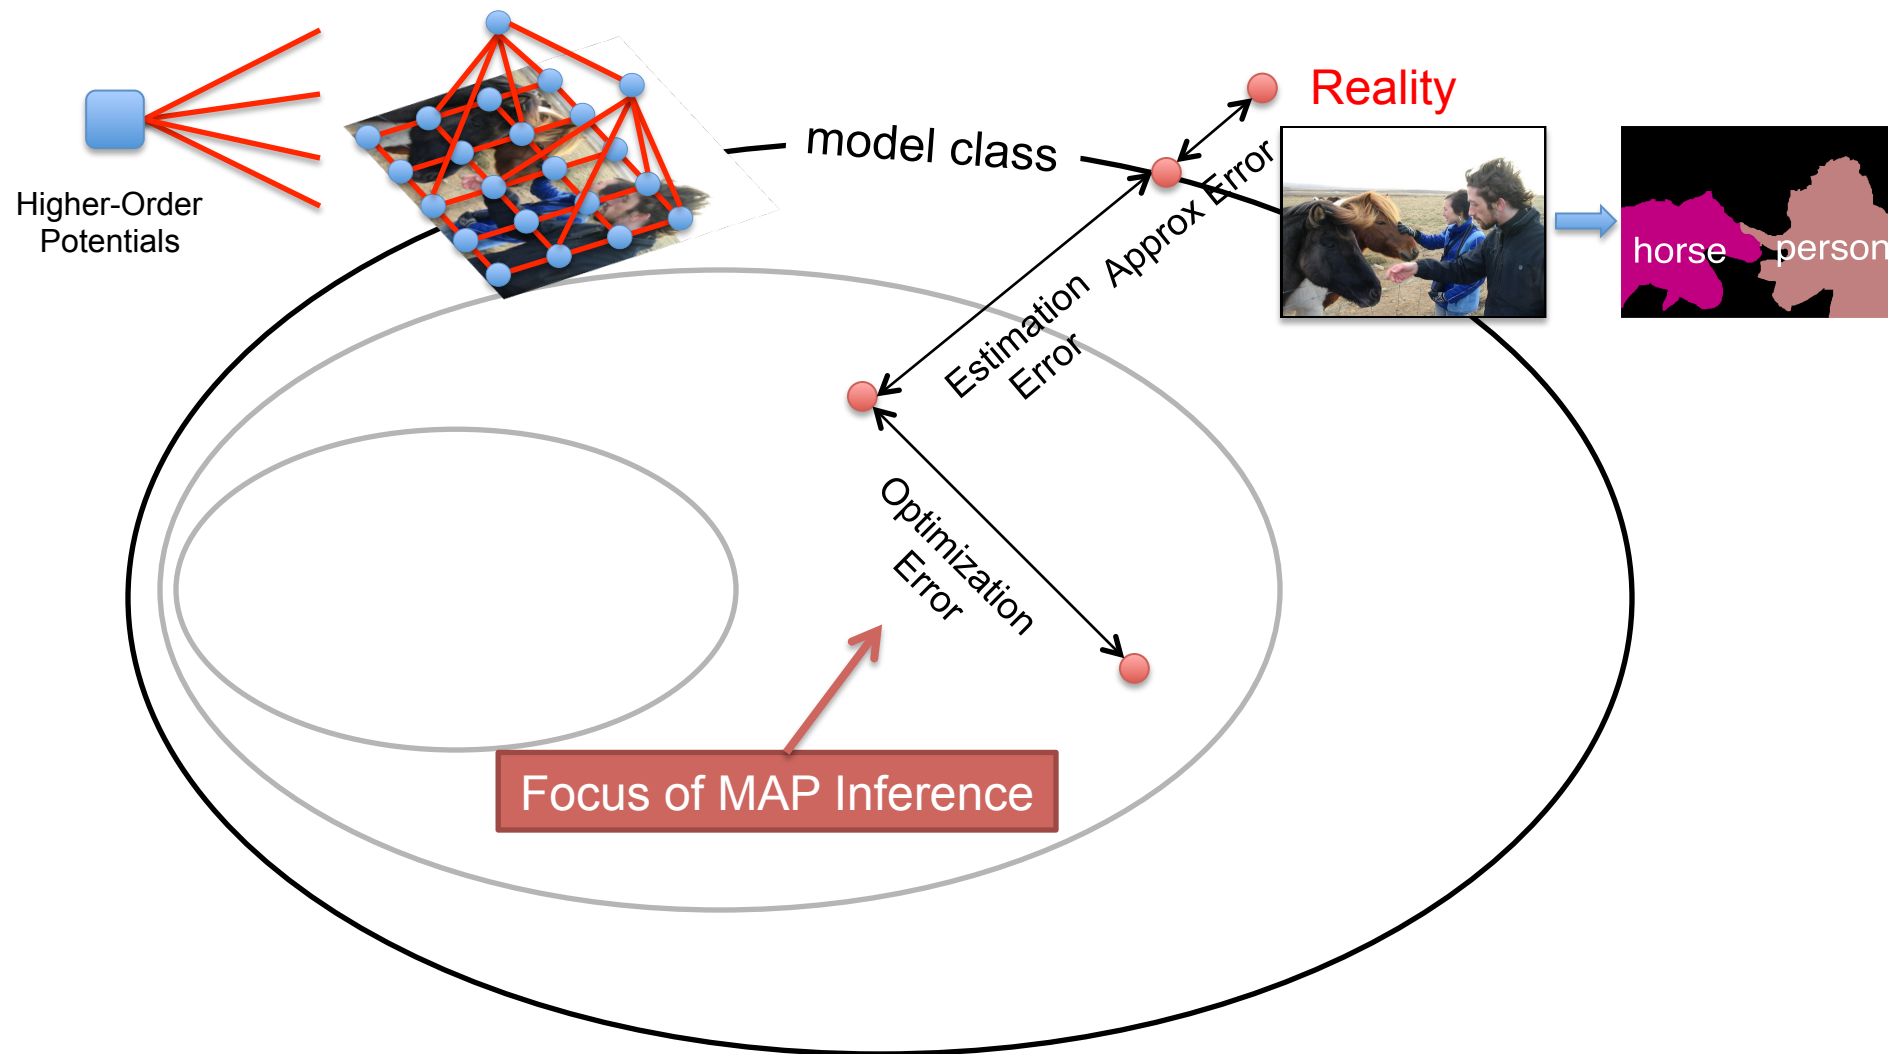 Reality
model class
Higher-Order
Potentials
Approx Error
Estimation
Error
horse
person
Optimization
Error
Focus of MAP Inference